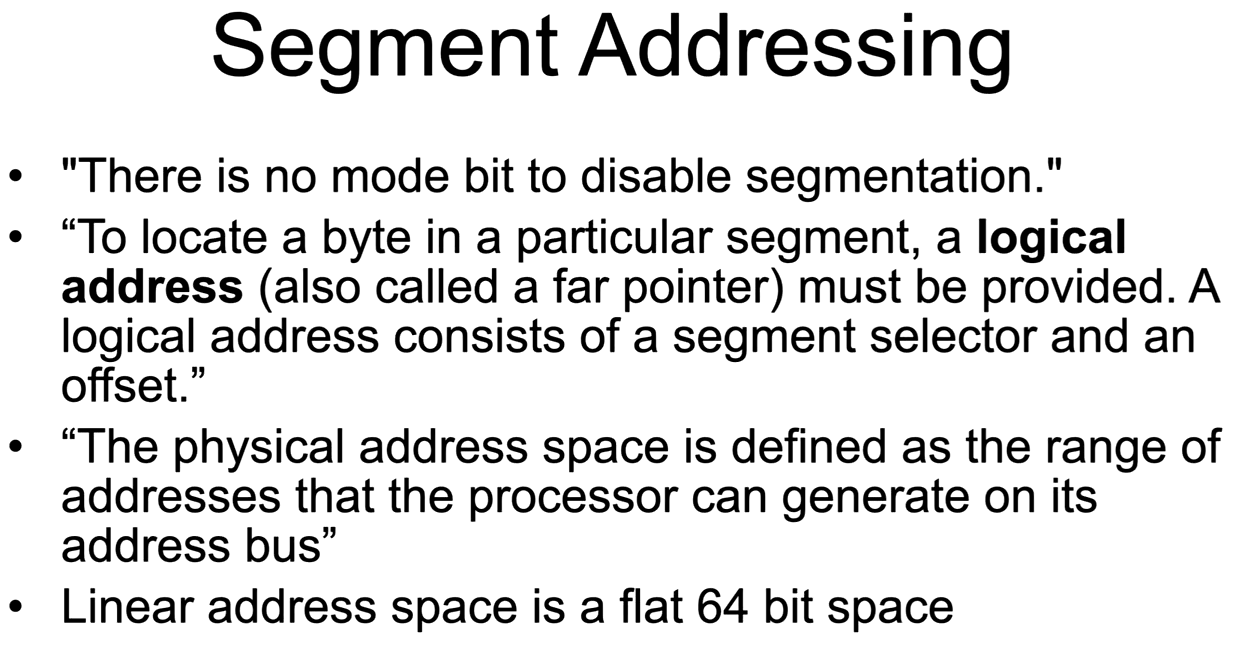 Segment Addressing
• "There is no mode bit to disable segmentation."
• “To locate a byte in a particular segment, a logical
address (also called a far pointer) must be provided. A
logical address consists of a segment selector and an
offset.”
• “The physical address space is defined as the range of
addresses that the processor can generate on its
address bus”
• Linear address space is a flat 64 bit space